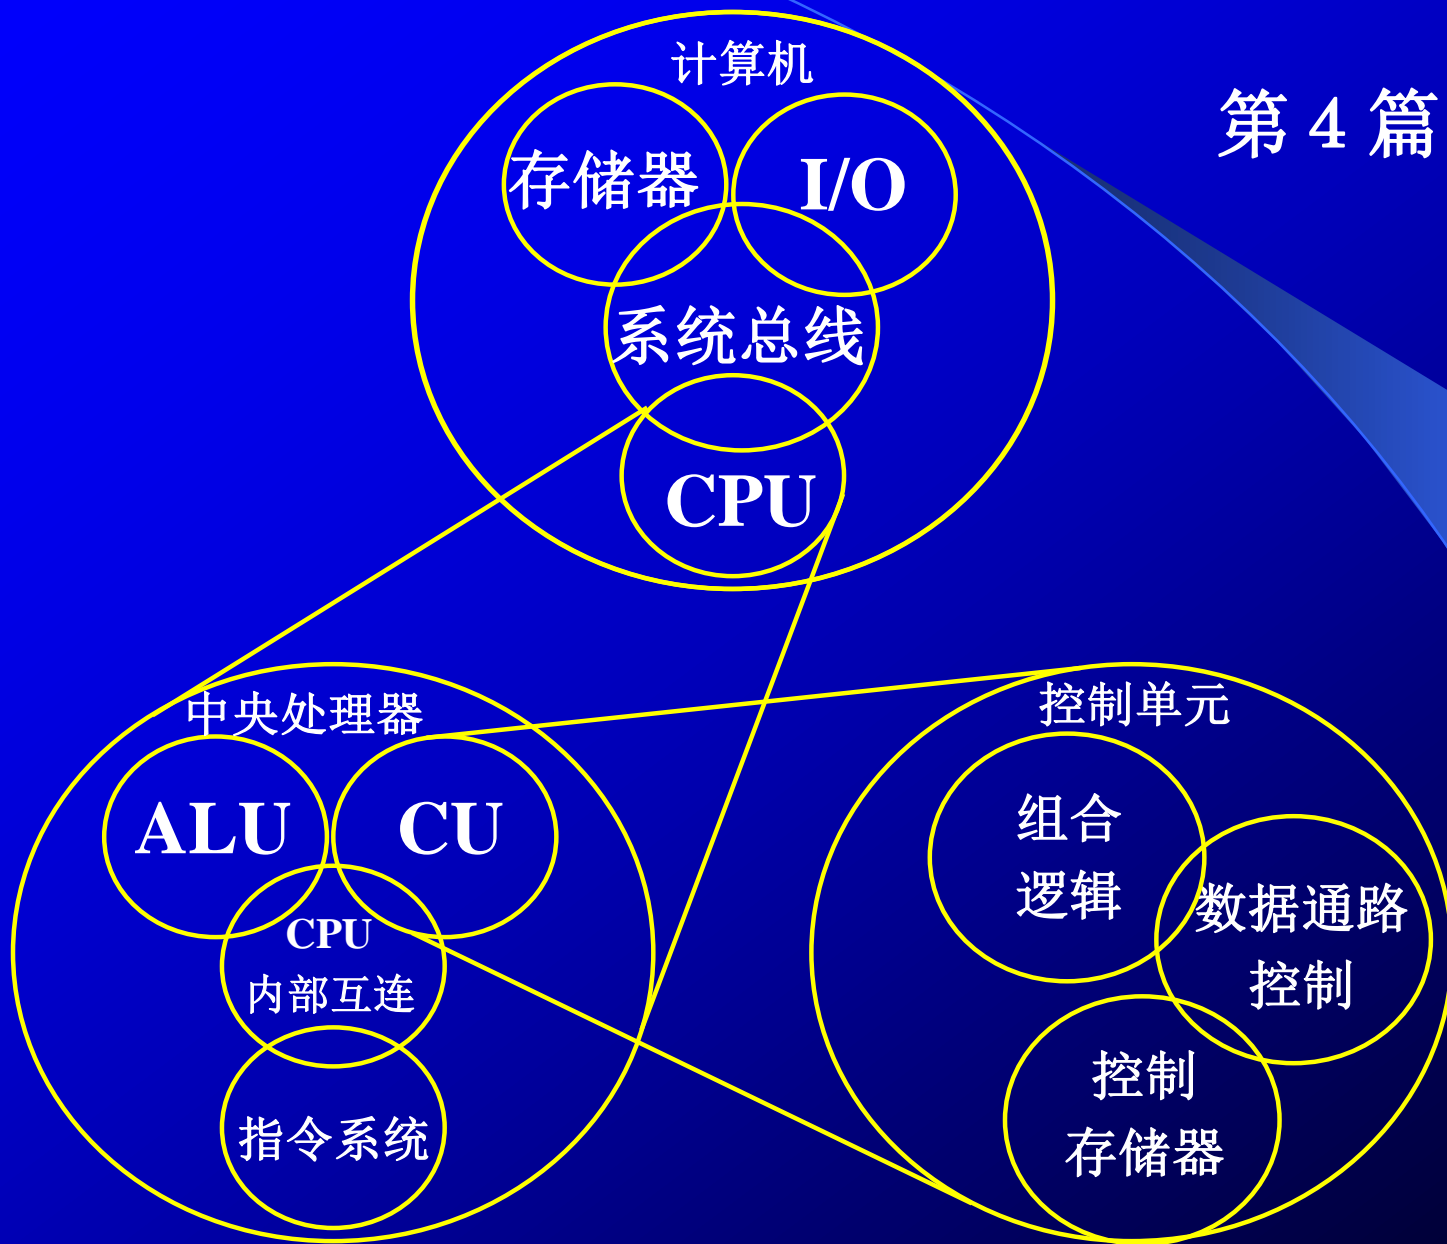 计算机
第 4 篇
存储器
I/O
系统总线
CPU
中央处理器
ALU
CU
CPU
内部互连
指令系统
控制单元
组合
逻辑
数据通路
控制
控制
存储器